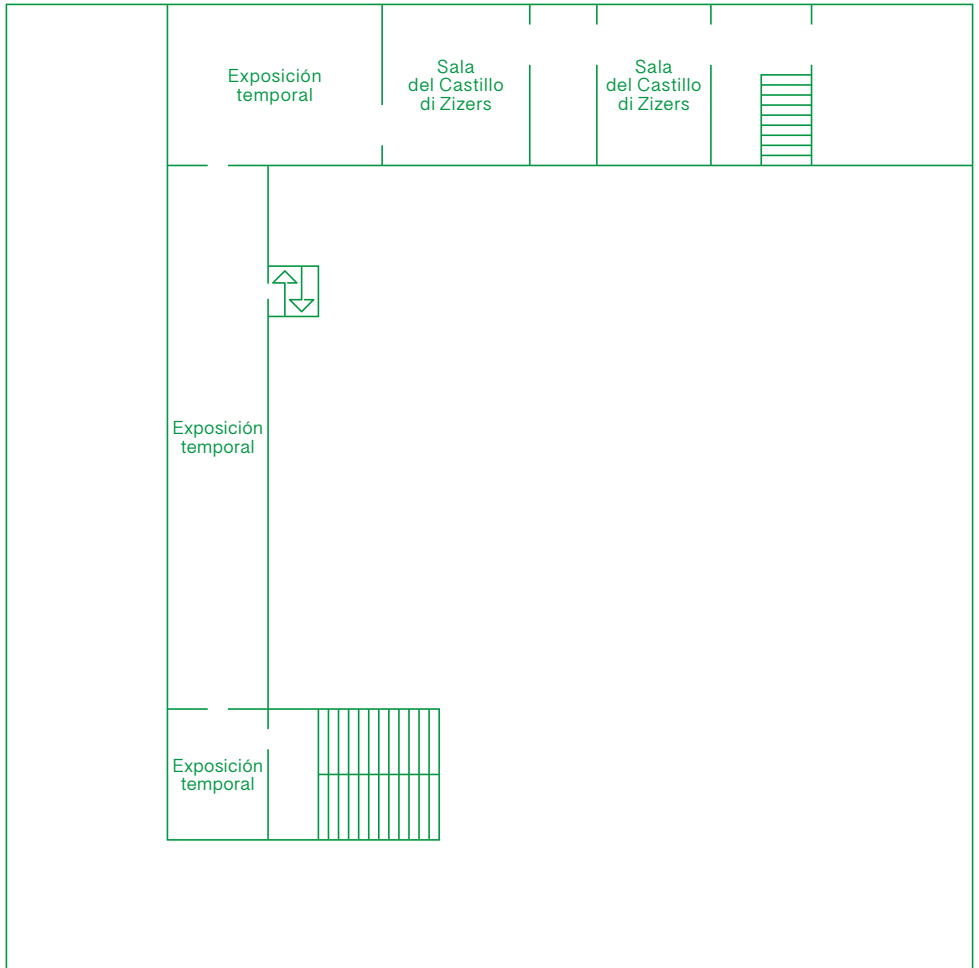 Exposición
temporal
Sala
del Castillo
di Zizers
Sala
del Castillo
di Zizers
Exposición
temporal
Exposición
temporal